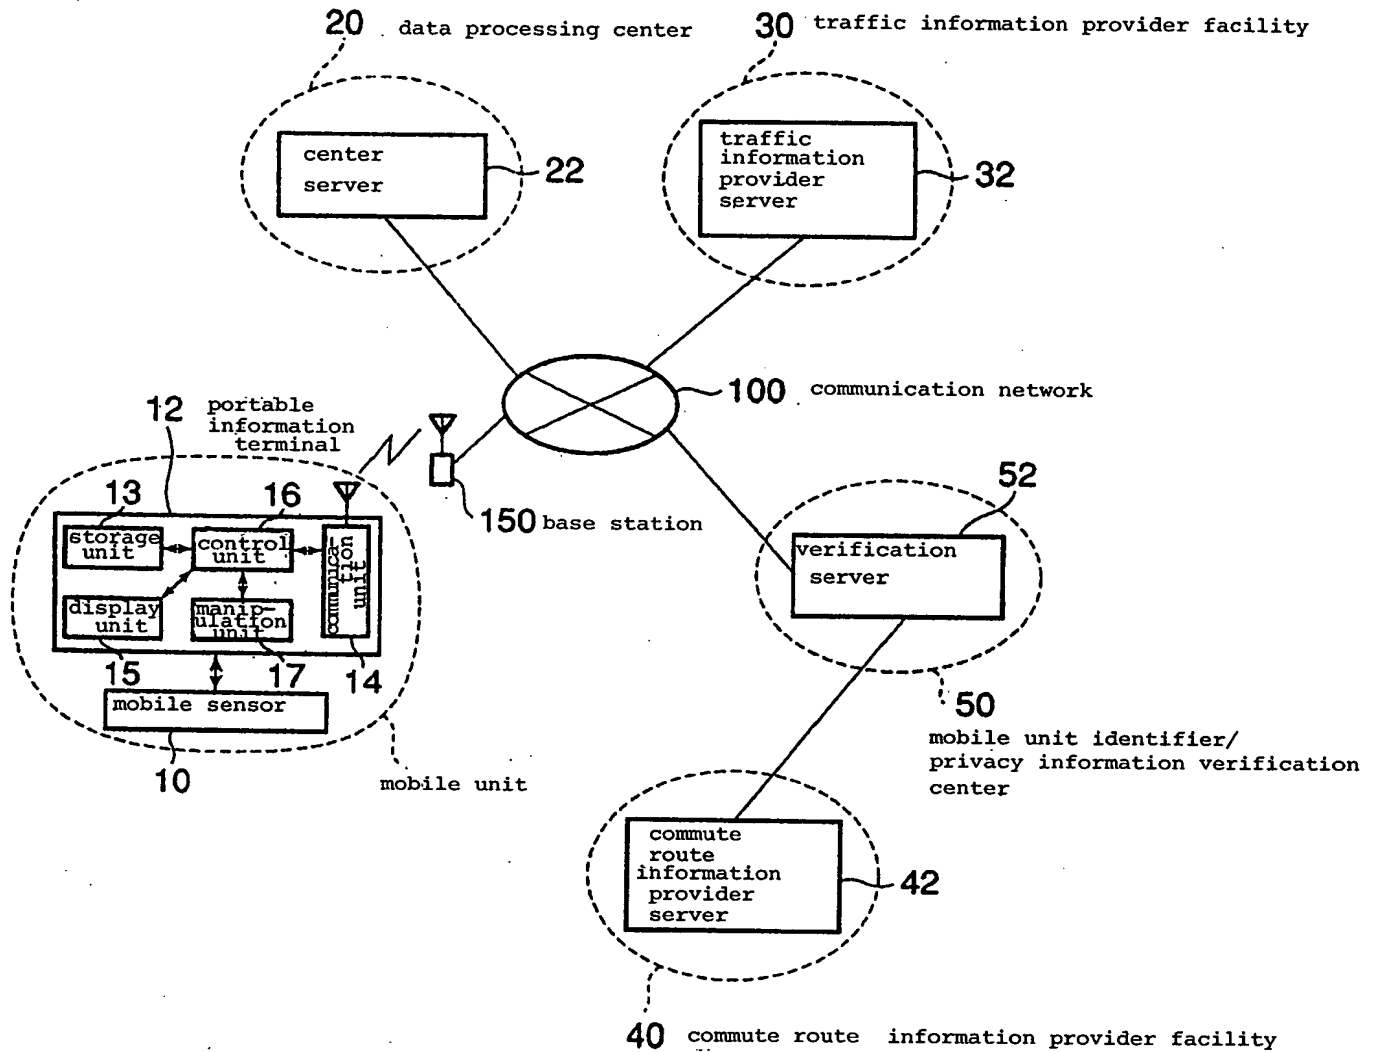 20 data processing center
30 traffic information provider facility
center
server
22
traffic
information
provider
server
32
100 communication network
12
portable
information
terminal
150 base station
13
16
storage
unit
control
unit
communica-
tion
unit
display
unit
manip-
ulation
unit
15
17
14
mobile sensor
10
mobile unit
52
verification
server
50
mobile unit identifier/
privacy information verification
center
commute
route
information
provider
server
42
40 commute route information provider facility